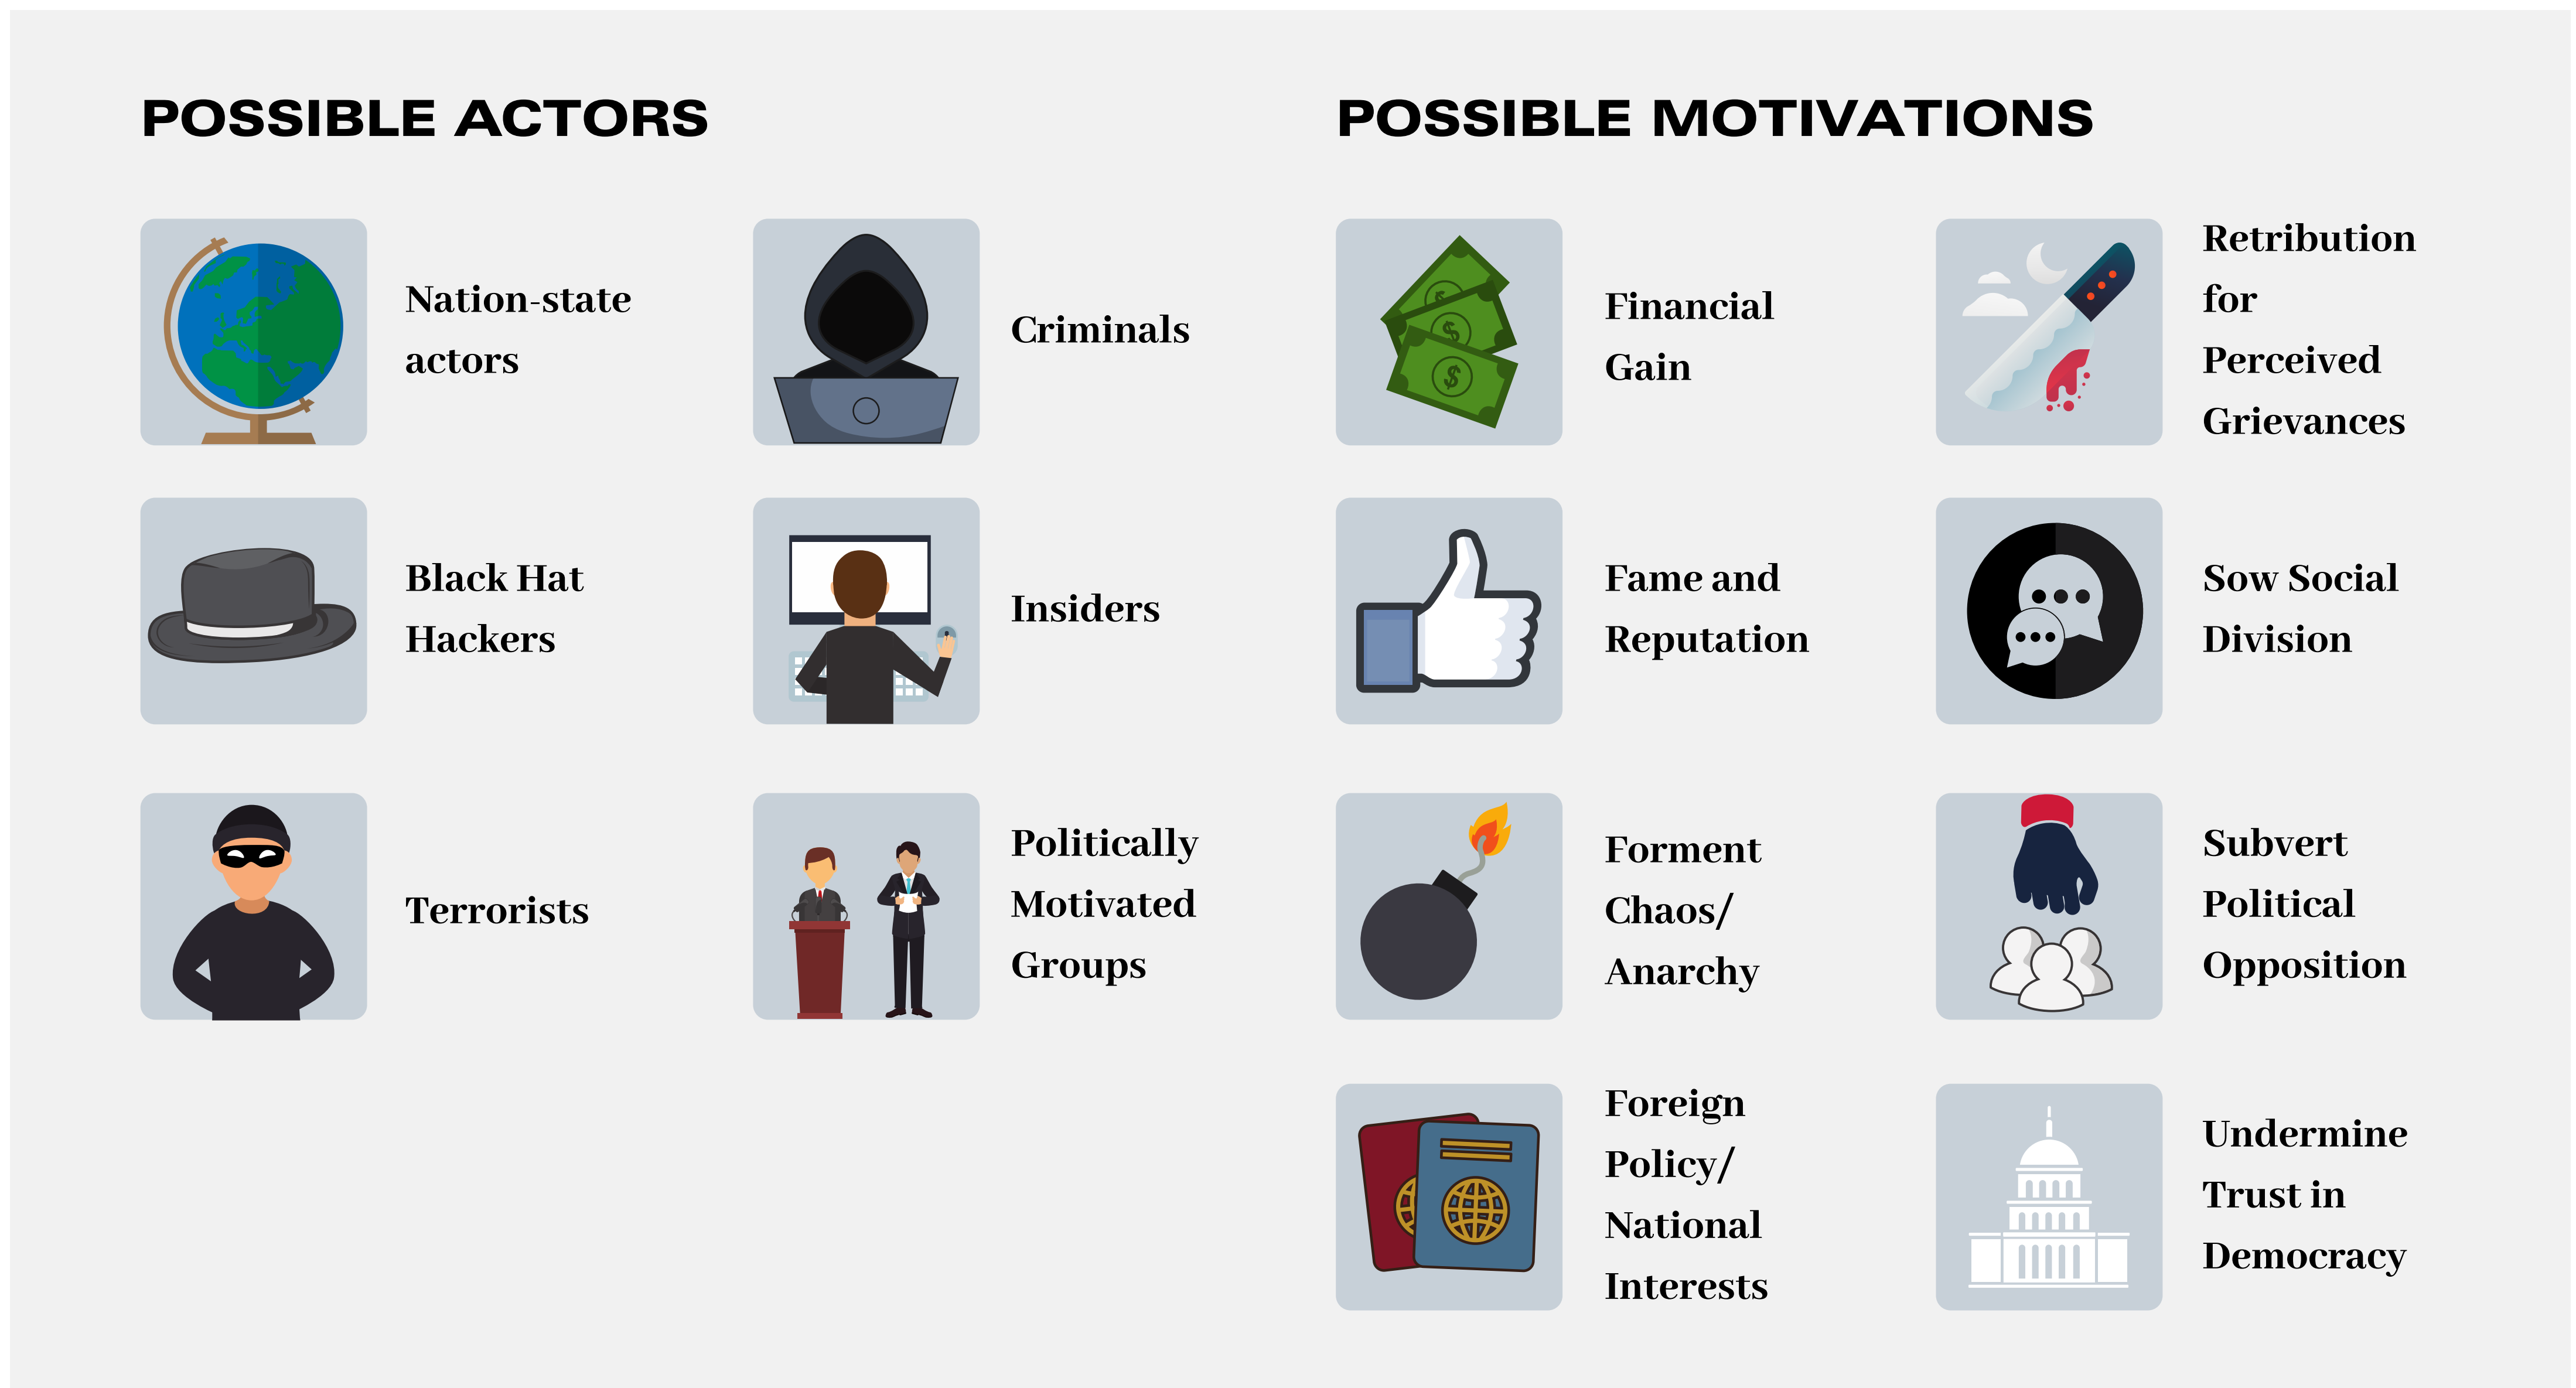 POSSIBLE ACTORS
Nation-state
actors
Criminals
Black Hat
Hackers
Insiders
Terrorists
Politically
Motivated
Groups
POSSIBLE MOTIVATIONS
Financial
Gain
Retribution
for
Perceived
Grievances
Fame and
Reputation
Sow Social
Division
Forment
Chaos/
Anarchy
Subvert
Political
Opposition
Foreign
Policy/
National
Interests
Undermine
Trust in
Democracy